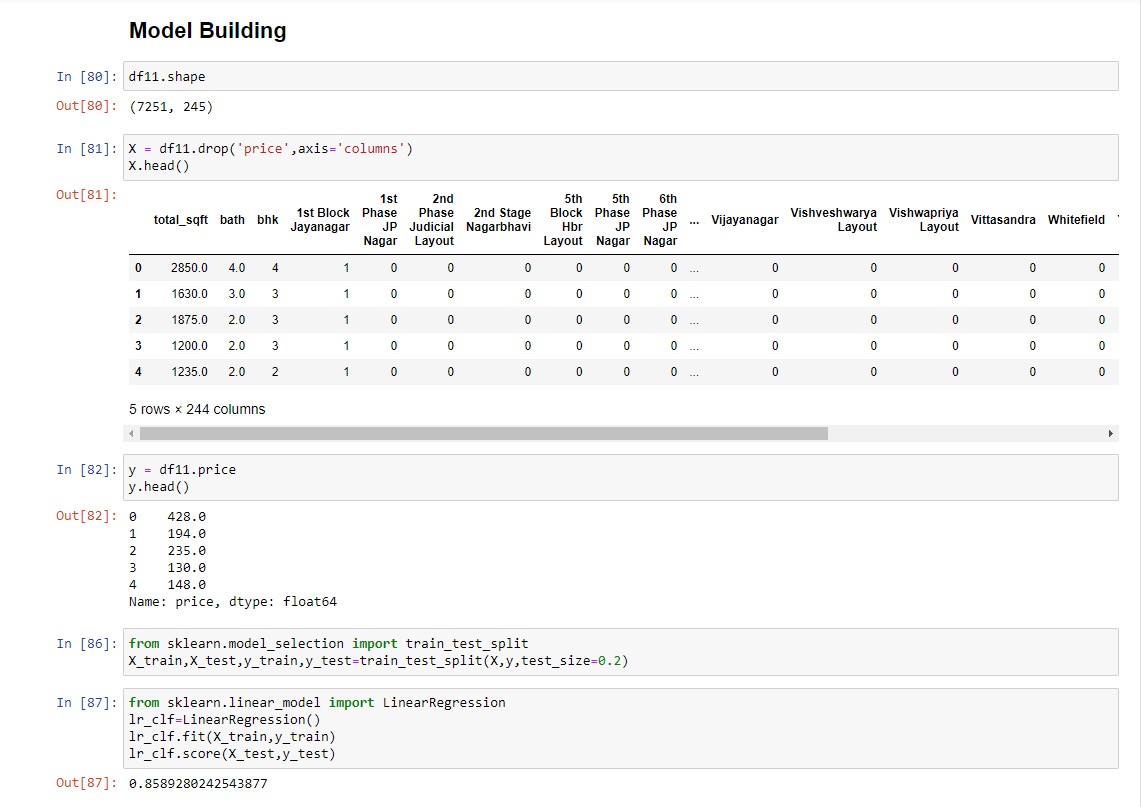 Model Building
In [80]: df11.shape
Out[80]: (7251, 245)
In [81]: X = df11.drop('price',axis='columns')
X.head()
Out[81]:
total_sqft bath bhk 1st Block Jayanagar 1st Phase JP Nagar 2nd Phase Judicial Layout 2nd Stage Nagarbhavi 5th Block Hbr Layout 5th Phase JP Nagar 6th Phase JP Nagar ... Vijayanagar Vishveshwarya Layout Vishwapriya Layout Vittasandra Whitefield
0 2850.0 4.0 4 1 0 0 0 0 0 0 ... 0 0 0 0 0
1 1630.0 3.0 3 1 0 0 0 0 0 0 ... 0 0 0 0 0
2 1875.0 2.0 3 1 0 0 0 0 0 0 ... 0 0 0 0 0
3 1200.0 2.0 3 1 0 0 0 0 0 0 ... 0 0 0 0 0
4 1235.0 2.0 2 1 0 0 0 0 0 0 ... 0 0 0 0 0
5 rows × 244 columns
In [82]: y = df11.price
y.head()
Out[82]: 0 428.0
1 194.0
2 235.0
3 130.0
4 148.0
Name: price, dtype: float64
In [86]: from sklearn.model_selection import train_test_split
X_train,X_test,y_train,y_test=train_test_split(X,y,test_size=0.2)
In [87]: from sklearn.linear_model import LinearRegression
lr_clf=LinearRegression()
lr_clf.fit(X_train,y_train)
lr_clf.score(X_test,y_test)
Out[87]: 0.8589280242543877